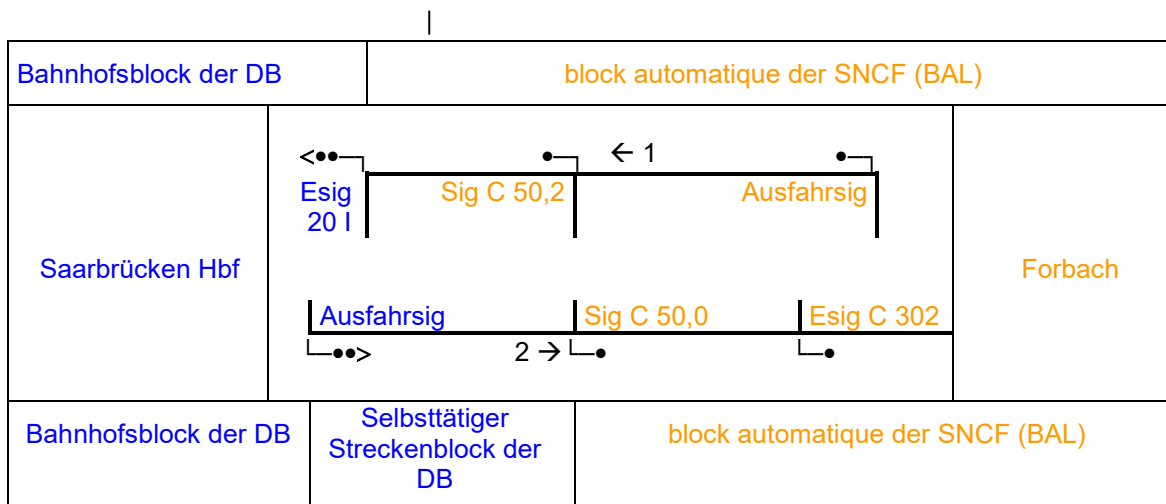 Bahnhofsblock der DB
block automatique der SNCF (BAL)
← 1
Esig
20 I
Sig C 50,2
Ausfahrsig
Saarbrücken Hbf
Forbach
Ausfahrsig
Sig C 50,0
Esig C 302
2 →
Bahnhofsblock der DB
Selbsttätiger
Streckenblock der
DB
block automatique der SNCF (BAL)